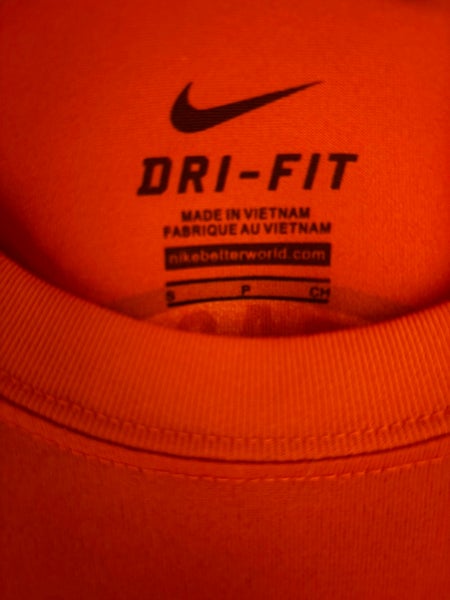 DRI-FIT
MADE IN VIETNAM
FABRIQUE AU VIETNAM
nikebetterworld.com
S P CH